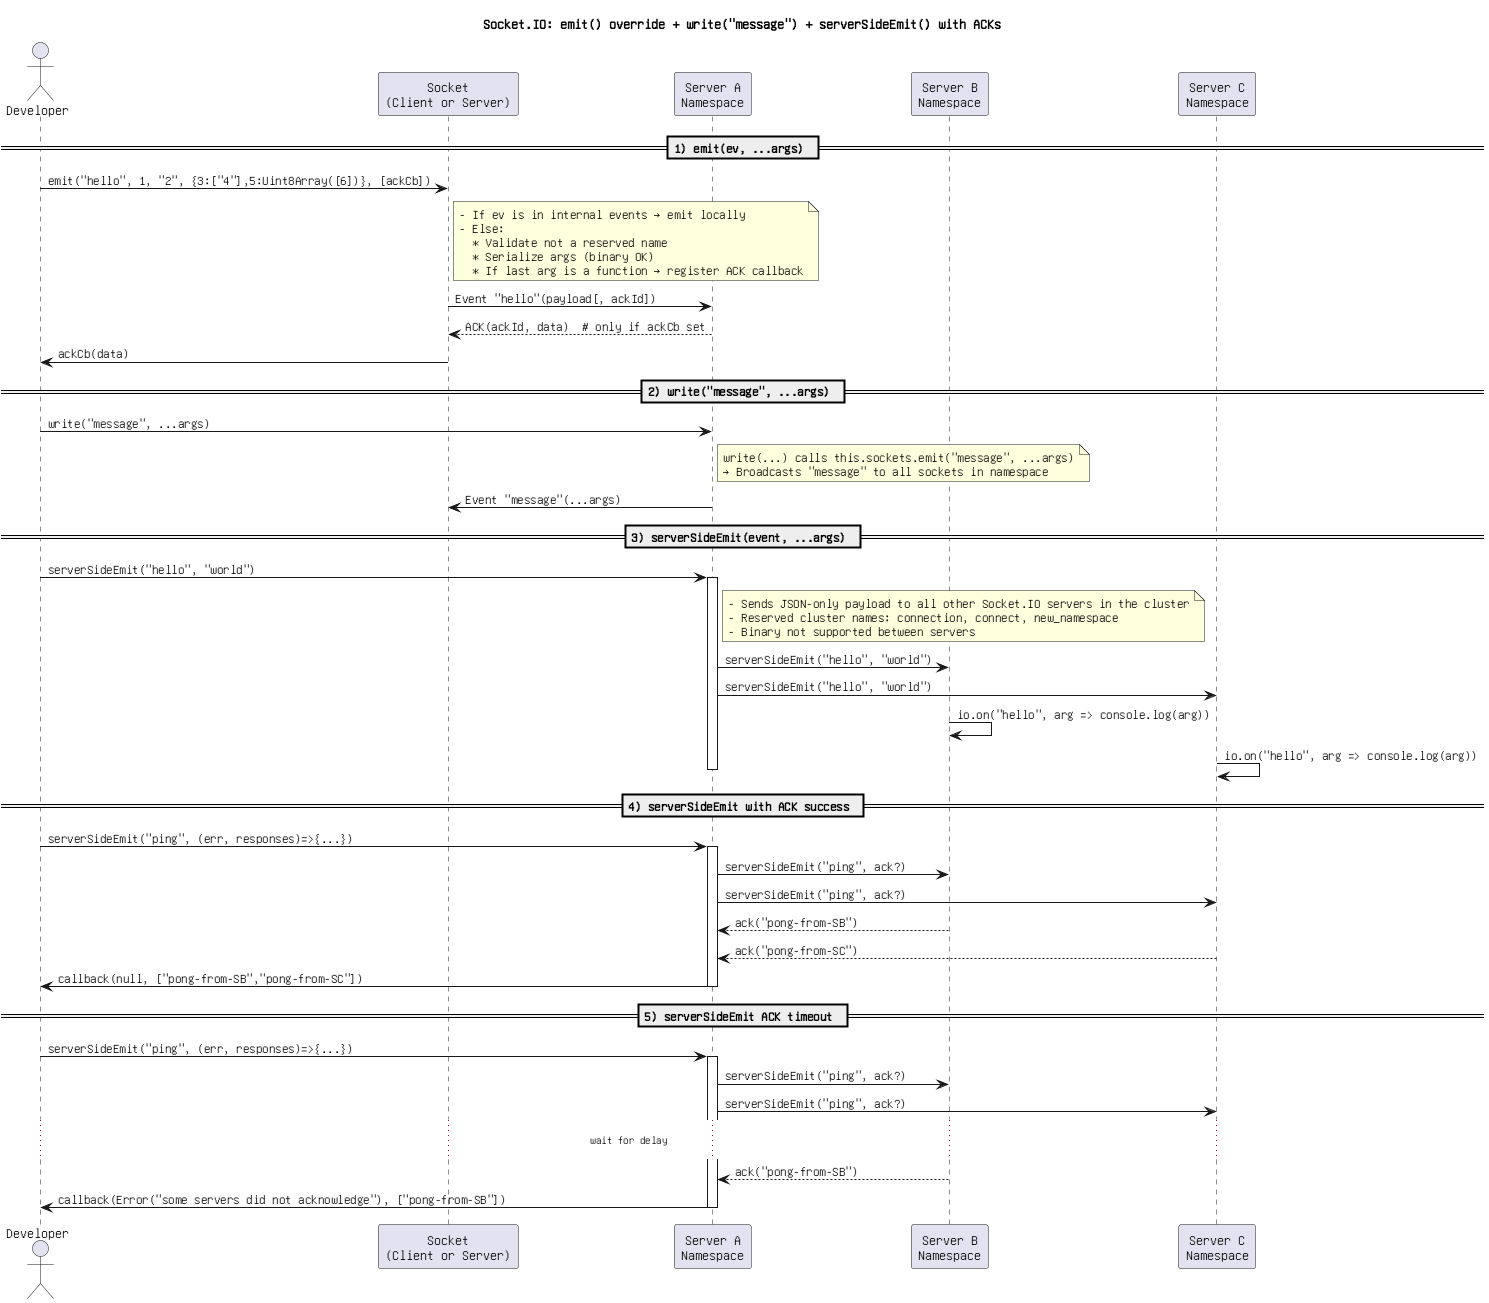 Socket.IO: emit() override + write("message") + serverSideEmit() with ACKs
Developer
Socket
(Client or Server)
Server A
Namespace
Server B
Namespace
Server C
Namespace
1) emit(ev, ...args)
emit("hello", 1, "2", {3:["4"],5:Uint8Array([6])}, [ackCb])
- If ev is in internal events → emit locally
- Else:
* Validate not a reserved name
* Serialize args (binary OK)
* If last arg is a function → register ACK callback
Event "hello"(payload[, ackId])
ACK(ackId, data)  # only if ackCb set
ackCb(data)
2) write("message", ...args)
write("message", ...args)
write(...) calls this.sockets.emit("message", ...args)
→ Broadcasts "message" to all sockets in namespace
Event "message"(...args)
3) serverSideEmit(event, ...args)
serverSideEmit("hello", "world")
- Sends JSON-only payload to all other Socket.IO servers in the cluster
- Reserved cluster names: connection, connect, new_namespace
- Binary not supported between servers
serverSideEmit("hello", "world")
serverSideEmit("hello", "world")
io.on("hello", arg => console.log(arg))
io.on("hello", arg => console.log(arg))
4) serverSideEmit with ACK success
serverSideEmit("ping", (err, responses)=>{...})
serverSideEmit("ping", ack?)
serverSideEmit("ping", ack?)
ack("pong-from-SB")
ack("pong-from-SC")
callback(null, ["pong-from-SB","pong-from-SC"])
5) serverSideEmit ACK timeout
serverSideEmit("ping", (err, responses)=>{...})
serverSideEmit("ping", ack?)
serverSideEmit("ping", ack?)
wait for delay
ack("pong-from-SB")
callback(Error("some servers did not acknowledge"), ["pong-from-SB"])
Developer
Socket
(Client or Server)
Server A
Namespace
Server B
Namespace
Server C
Namespace